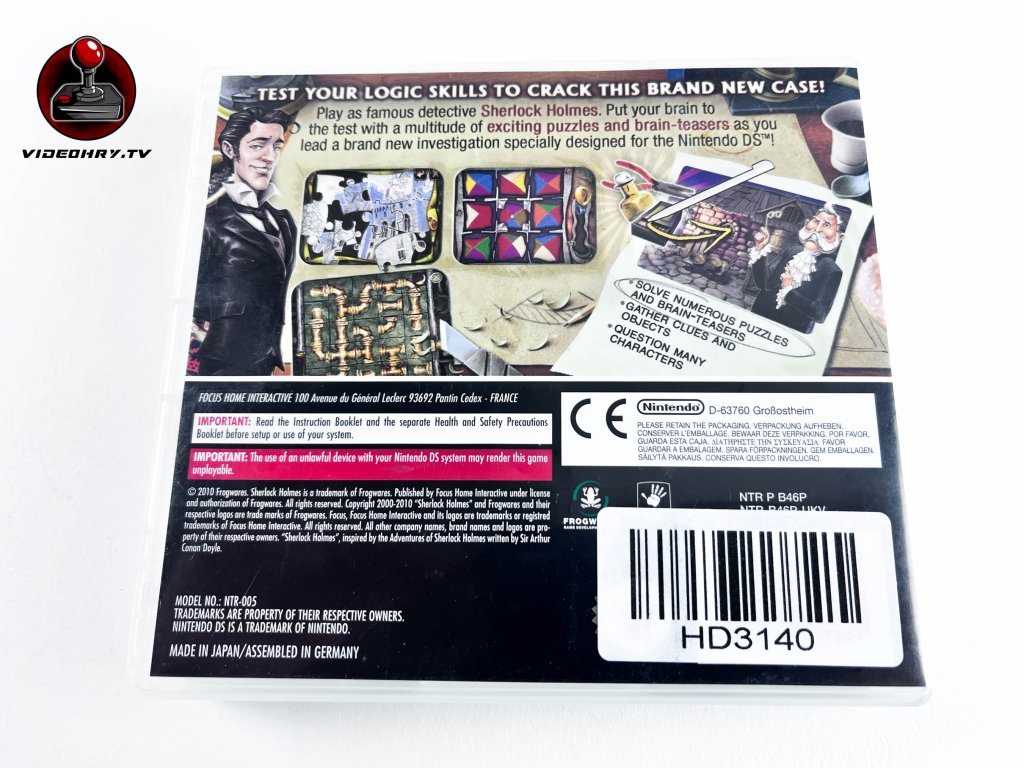 VIDEOHRY.TV
TEST YOUR LOGIC SKILLS TO CRACK THIS BRAND NEW CASE!
Play as famous detective Sherlock Holmes. Put your brain to
the test with a multitude of exciting puzzles and brain-teasers as you
lead a brand new investigation specially designed for the Nintendo DS™!
• SOLVE NUMEROUS PUZZLES
AND BRAIN-TEASERS
• GATHER CLUES AND
OBJECTS
• QUESTION MANY
CHARACTERS
FOCUS HOME INTERACTIVE 100 Avenue du Général Leclerc 93692 Pantin Cedex - FRANCE
IMPORTANT: Read the Instruction Booklet and the separate Health and Safety Precautions
Booklet before setup or use of your system.
IMPORTANT: The use of an unlawful device with your Nintendo DS system may render this game
unplayable.
© 2010 Frogwares. Sherlock Holmes is a trademark of Frogwares. Published by Focus Home Interactive under license
and authorization of Frogwares. All rights reserved. Copyright 2000-2010 "Sherlock Holmes" and Frogwares and their
respective logos are trade marks of Frogwares. Focus, Focus Home Interactive and its logos are trademarks or registred
trademarks of Focus Home Interactive. All rights reserved. All other company names, brand names and logos are pro-
perty of their respective owners. "Sherlock Holmes", inspired by the Adventures of Sherlock Holmes written by Sir Arthur
Conan Doyle.
MODEL NO.: NTR-005
TRADEMARKS ARE PROPERTY OF THEIR RESPECTIVE OWNERS.
NINTENDO DS IS A TRADEMARK OF NINTENDO.
MADE IN JAPAN/ASSEMBLED IN GERMANY
CE Nintendo D-63760 Großostheim
PLEASE RETAIN THE PACKAGING. VERPACKUNG AUFHEBEN.
CONSERVER L'EMBALLAGE. BEWAAR DEZE VERPAKKING. POR FAVOR,
GUARDA ESTA CAJA. ΔΙΑΤΗΡΗΣΤΕ ΤΗΝ ΣΥΣΚΕΥΑΣΙΑ. FAVOR
GUARDAR A EMBALAGEM. SPARA FÖRPACKNINGEN. GEM EMBALLAGEN.
SÄILYTÄ PAKKAUS. CONSERVA QUESTO INVOLUCRO.
NTR P B46P
NTR-B46P-UKV
FROGW
GAME DEVELOP
HD3140